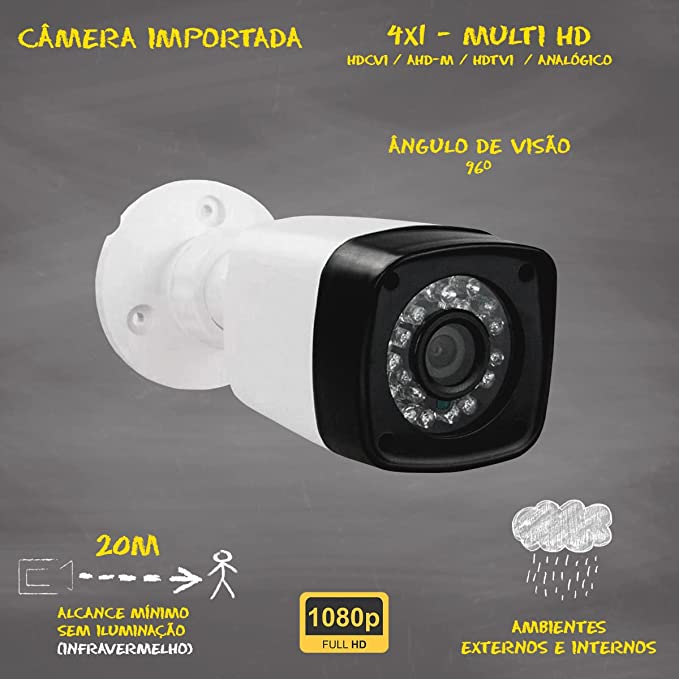 CÂMERA IMPORTADA
4X1 - MULTI HD
HDCVI / AHD-M / HDTVI / ANALÓGICO
ÂNGULO DE VISÃO
96º
20M
ALCANCE MÍNIMO
SEM ILUMINAÇÃO
(INFRAVERMELHO)
1080p
FULL HD
AMBIENTES
EXTERNOS E INTERNOS